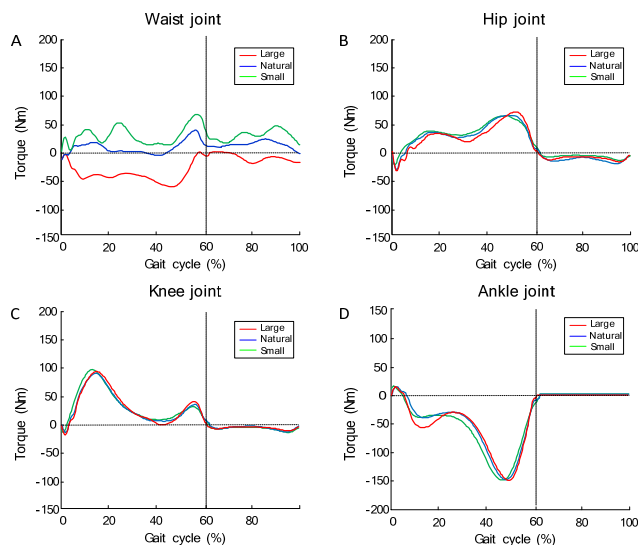 Waist joint
A
200
150
100
50
0
-50
-100
-150
Torque (Nm)
Large
Natural
Small
0 20 40 60 80 100
Gait cycle (%)
Hip joint
B
200
150
100
50
0
-50
-100
-150
Torque (Nm)
Large
Natural
Small
0 20 40 60 80 100
Gait cycle (%)
Knee joint
C
200
150
100
50
0
-50
-100
-150
Torque (Nm)
Large
Natural
Small
0 20 40 60 80
Gait cycle (%)
Ankle joint
D
150
100
50
0
-50
-100
-150
-200
Torque (Nm)
Large
Natural
Small
0 20 40 60 80 100
Gait cycle (%)